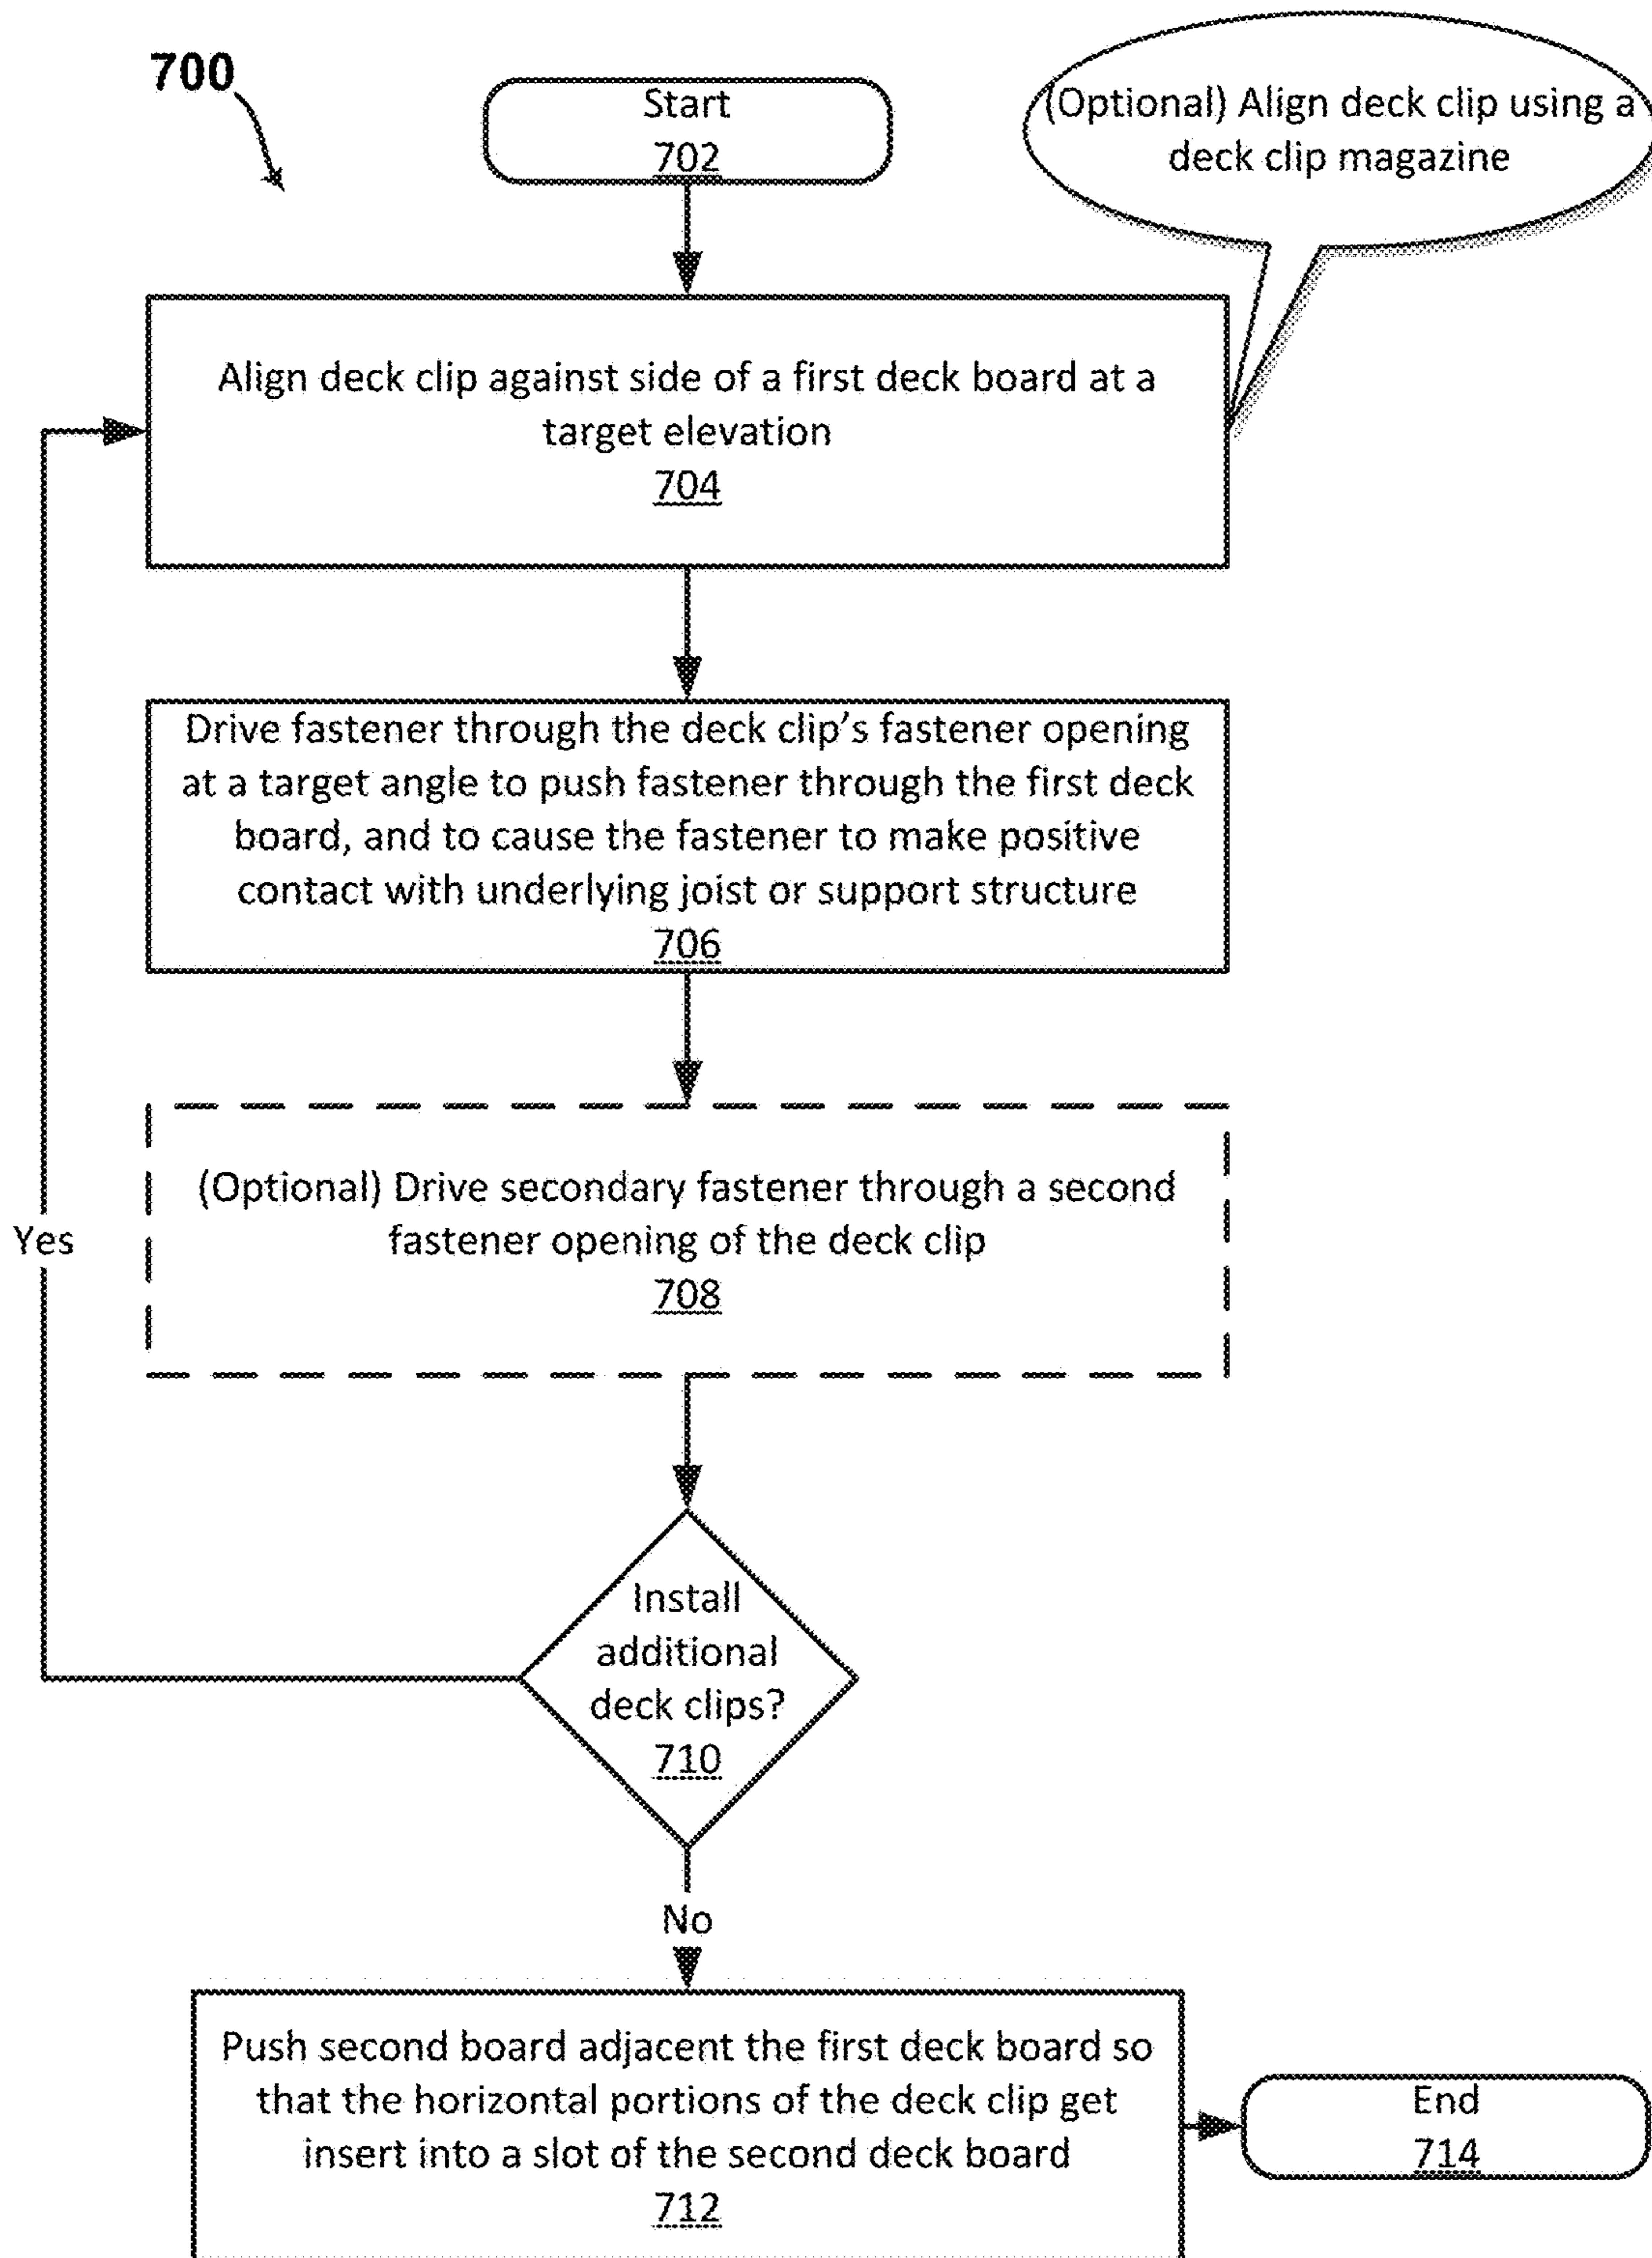 700
Start
702
(Optional) Align deck clip using a
deck clip magazine
Align deck clip against side of a first deck board at a
target elevation
704
Drive fastener through the deck clip’s fastener opening
at a target angle to push fastener through the first deck
board, and to cause the fastener to make positive
contact with underlying joist or support structure
706
(Optional) Drive secondary fastener through a second
fastener opening of the deck clip
708
Yes
Install
additional
deck clips?
710
No
Push second board adjacent the first deck board so
that the horizontal portions of the deck clip get
insert into a slot of the second deck board
712
End
714